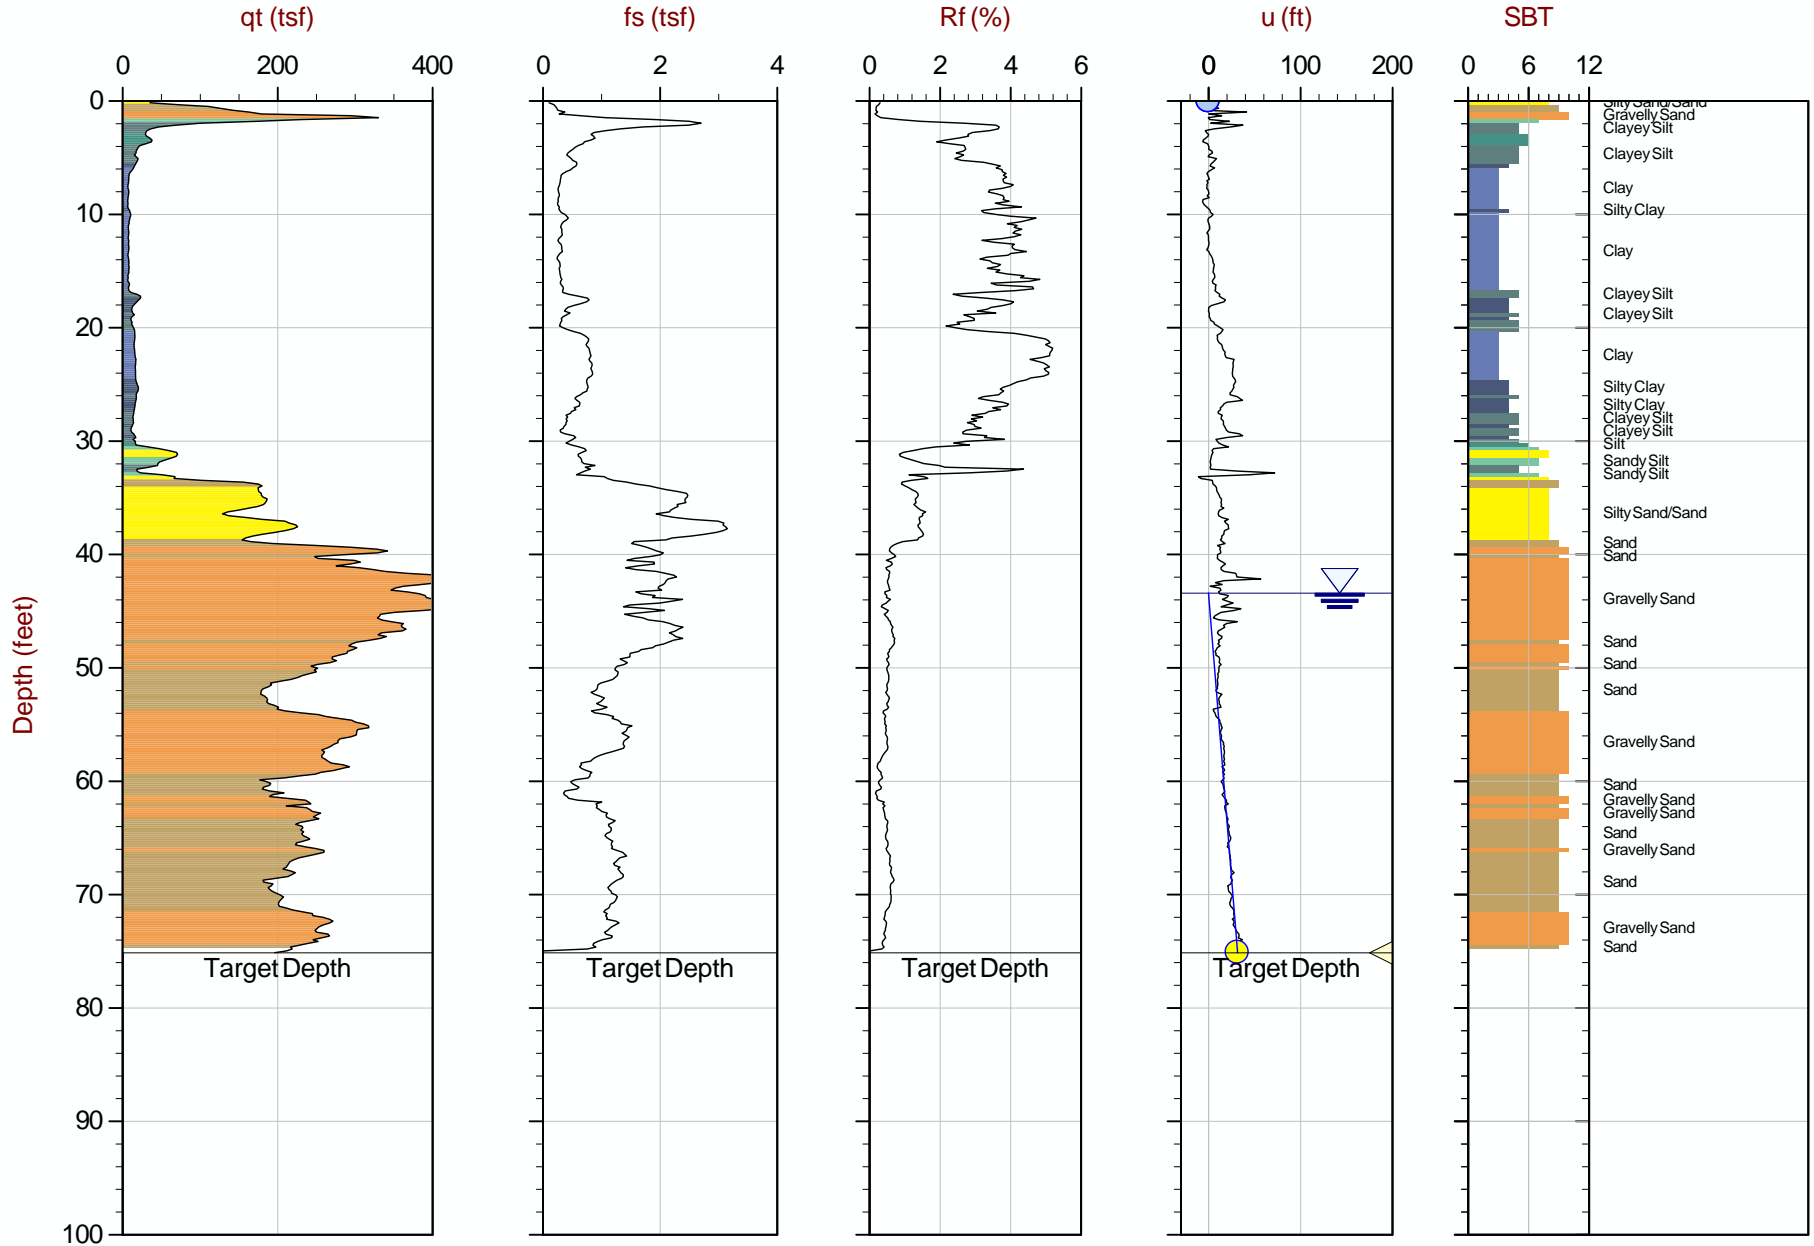 qt (tsf)
fs (tsf)
Rf (%)
u (ft)
SBT
0 200 400
0 2 4
0 2 4 6
0 100 200
0 6 12
Depth (feet)
0
10
20
30
40
50
60
70
80
90
100
Silty Sand/Sand
Gravelly Sand
Clayey Silt
Clayey Silt
Clay
Silty Clay
Clay
Clayey Silt
Clayey Silt
Clay
Silty Clay
Silty Clay
Clayey Silt
Clayey Silt
Silt
Sandy Silt
Sandy Silt
Silty Sand/Sand
Sand
Sand
Gravelly Sand
Sand
Sand
Sand
Gravelly Sand
Sand
Gravelly Sand
Gravelly Sand
Sand
Gravelly Sand
Sand
Gravelly Sand
Sand
Target Depth
Target Depth
Target Depth
Target Depth